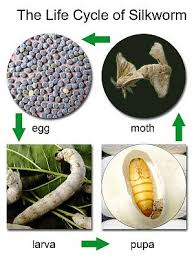 The Life Cycle of Silkworm
egg
moth
larva
pupa